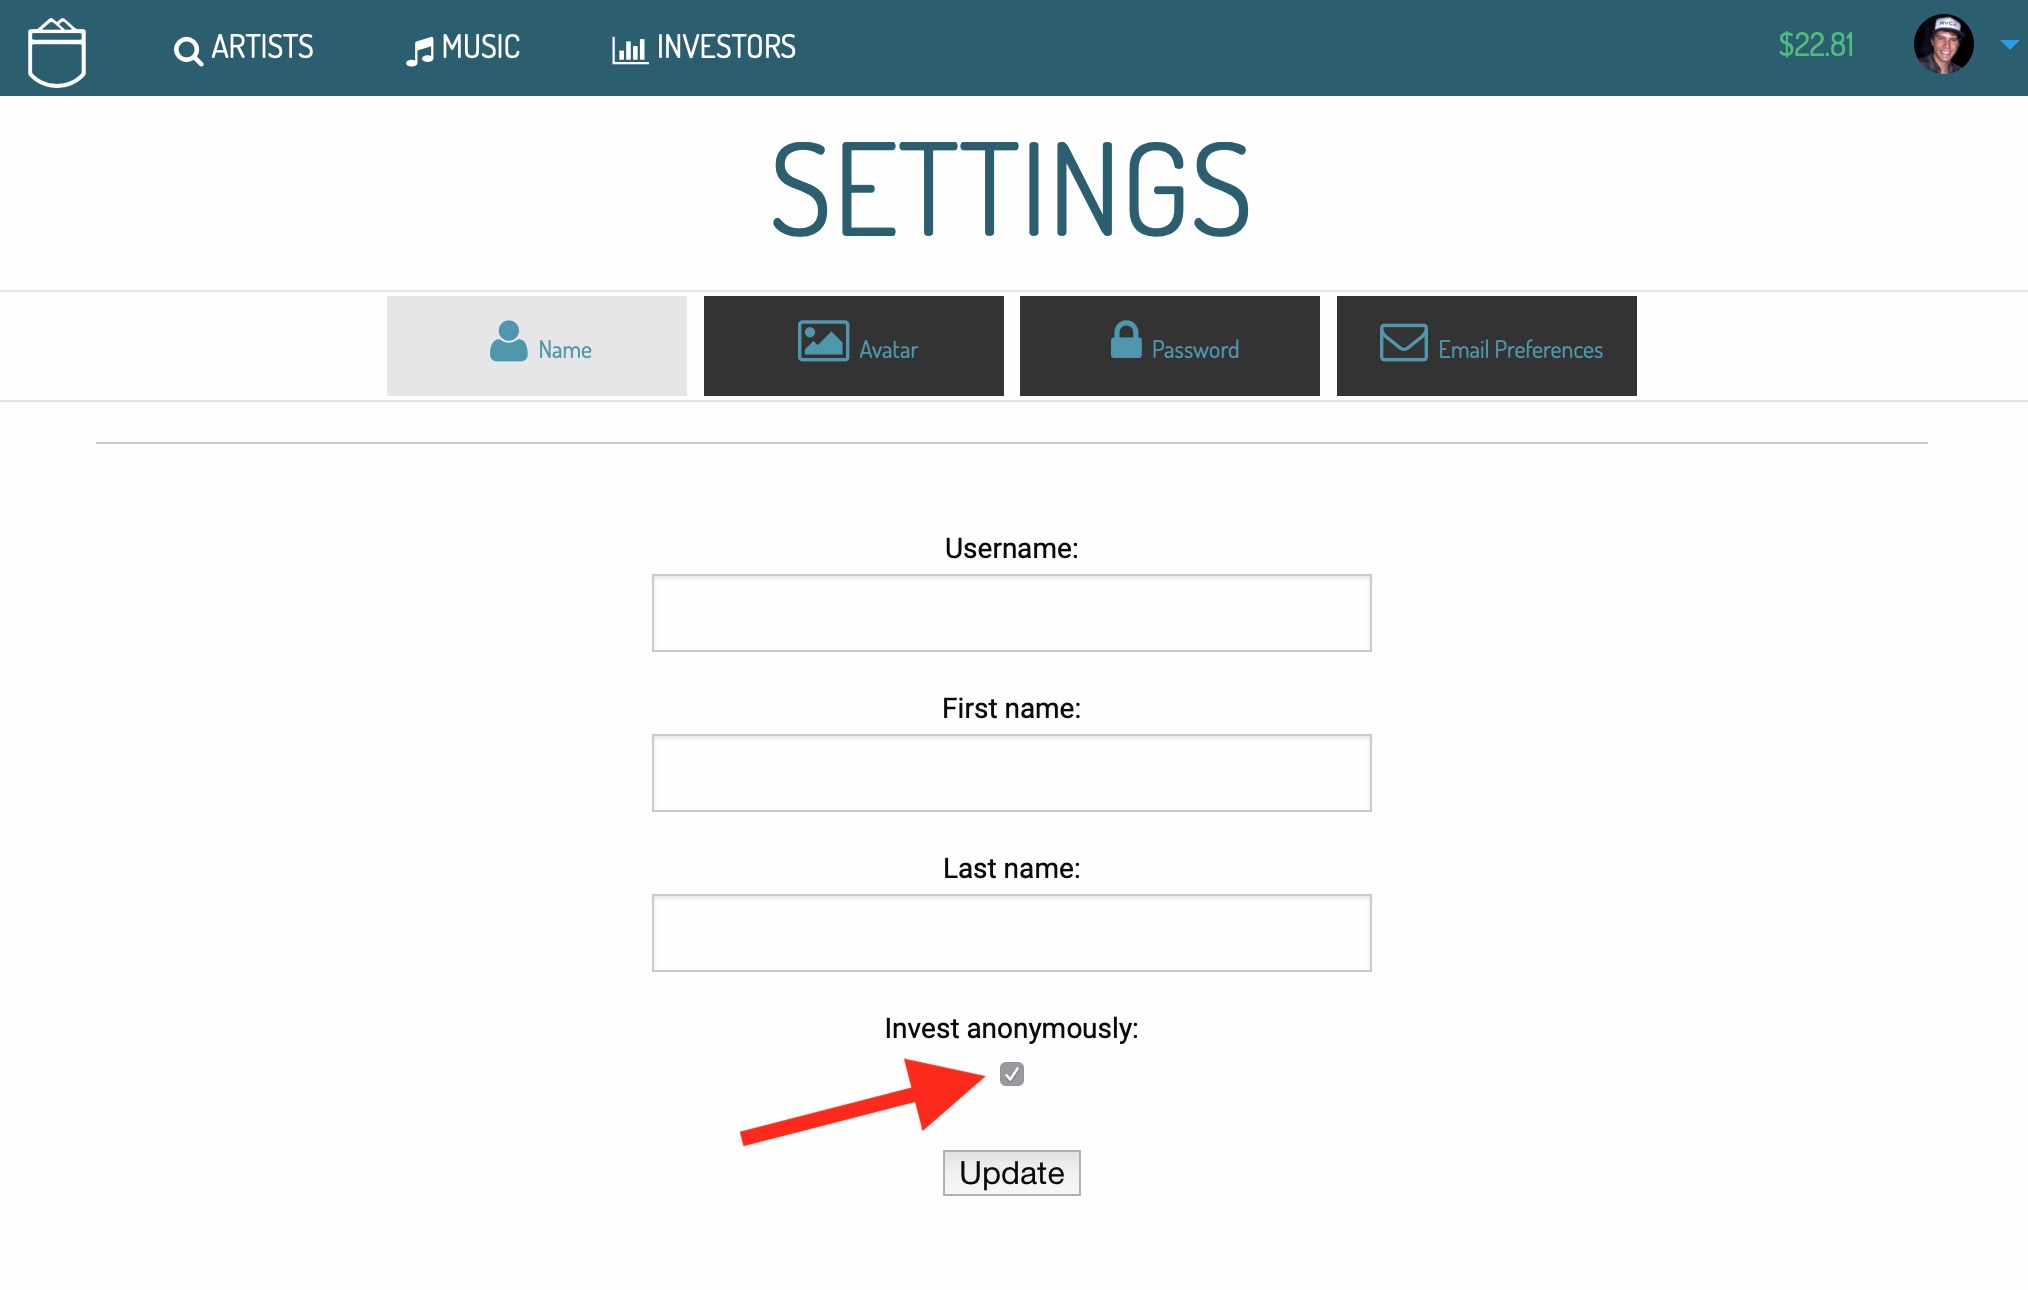 ARTISTS MUSIC INVESTORS $22.81
SETTINGS
Name Avatar Password Email Preferences
Username:
First name:
Last name:
Invest anonymously:
Update